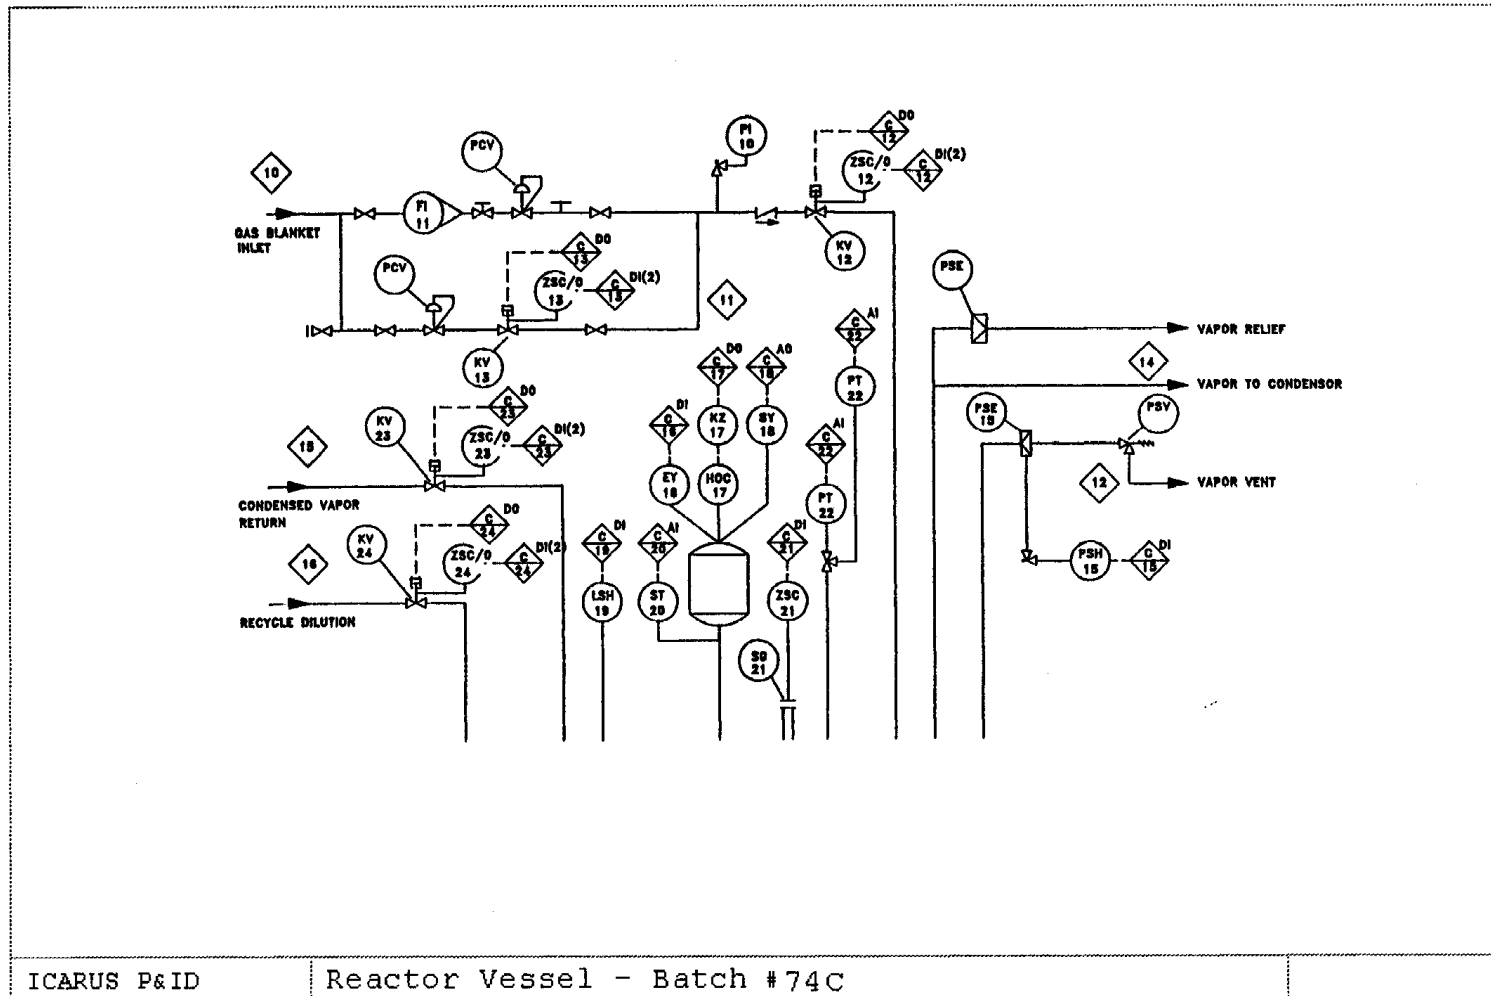 PI
10
C
12
DO
ZSC/O
12
C
12
DI(2)
PCV
10
FI
11
GAS BLANKET
INLET
KV
12
C
13
DO
ZSC/O
13
C
13
DI(2)
PCV
11
PSE
KV
13
C
22
AI
VAPOR RELIEF
14
PT
22
C
17
DO
C
18
AO
VAPOR TO CONDENSOR
C
23
DO
KV
23
ZSC/O
23
C
23
DI(2)
C
16
DI
KZ
17
SY
18
C
22
AI
PSE
15
PSV
15
EY
16
HOC
17
PT
22
12
VAPOR VENT
CONDENSED VAPOR
RETURN
C
24
DO
KV
24
ZSC/O
24
C
24
DI(2)
C
19
DI
C
20
AI
C
21
DI
16
PSH
15
C
15
DI
LSH
19
ST
20
ZSC
21
RECYCLE DILUTION
SG
21
ICARUS P&ID
Reactor Vessel - Batch #74C